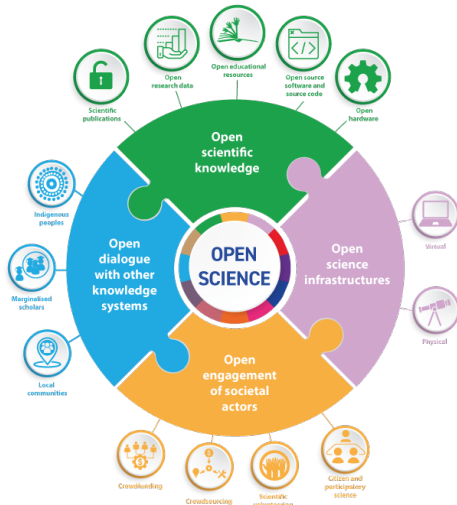 Open educational
resources
Open
research data
Open source
software and
source code
Scientific
publications
Open
hardware
Open
scientific
knowledge
Indigenous
peoples
Virtual
Open
dialogue
with other
knowledge
systems
OPEN
SCIENCE
Open
science
infrastructures
Marginalised
scholars
Physical
Local
communities
Open
engagement
of societal
actors
Crowdfunding
Crowdsourcing
Scientific
volunteering
Citizen and
participatory
science